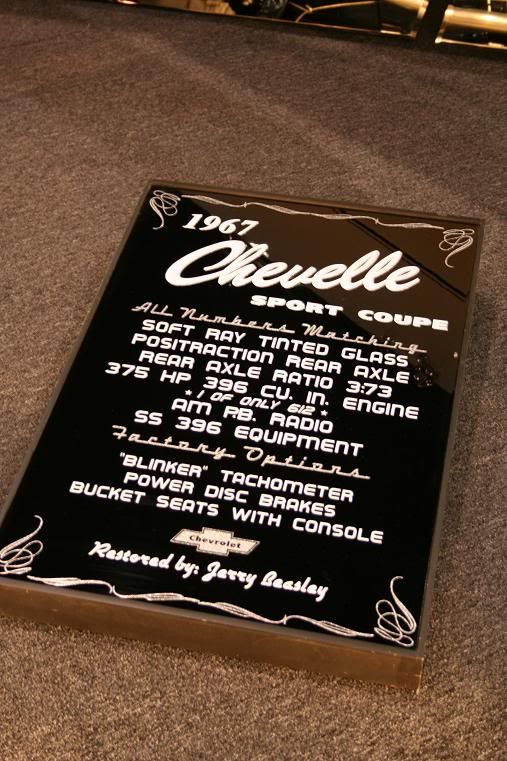 1967
Chevelle
SPORT COUPE
All Numbers Matching
SOFT RAY TINTED GLASS
POSITRACTION REAR AXLE
REAR AXLE RATIO 3:73
375 HP 396 CU. IN. ENGINE
★ 1 OF ONLY 612 ★
AM P.B. RADIO
SS 396 EQUIPMENT
Factory Options
"BLINKER" TACHOMETER
POWER DISC BRAKES
BUCKET SEATS WITH CONSOLE
Chevrolet
Restored by: Jerry Beasley